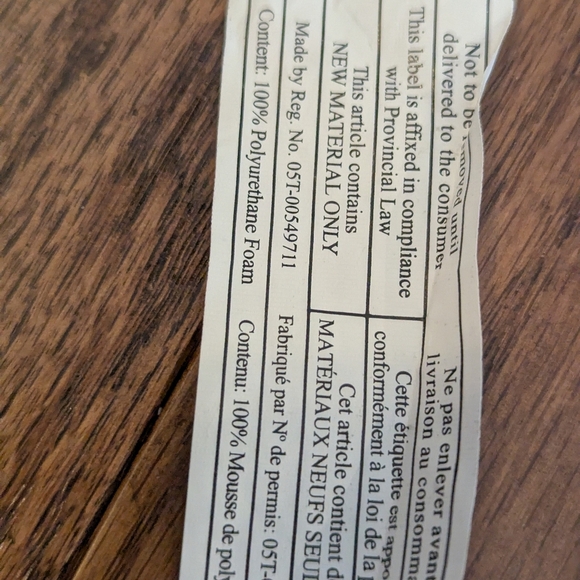 Not to be removed until
delivered to the consumer
This label is affixed in compliance
with Provincial Law
This article contains
NEW MATERIAL ONLY
Made by Reg. No. 05T-00549711
Content: 100% Polyurethane Foam
Ne pas enlever avan
livraison au consomma
Cette étiquette est appo
conformément à la loi de la
Cet article contient d
MATÉRIAUX NEUFS SEUL
Fabriqué par Nº de permis: 05T-
Contenu: 100% Mousse de poly